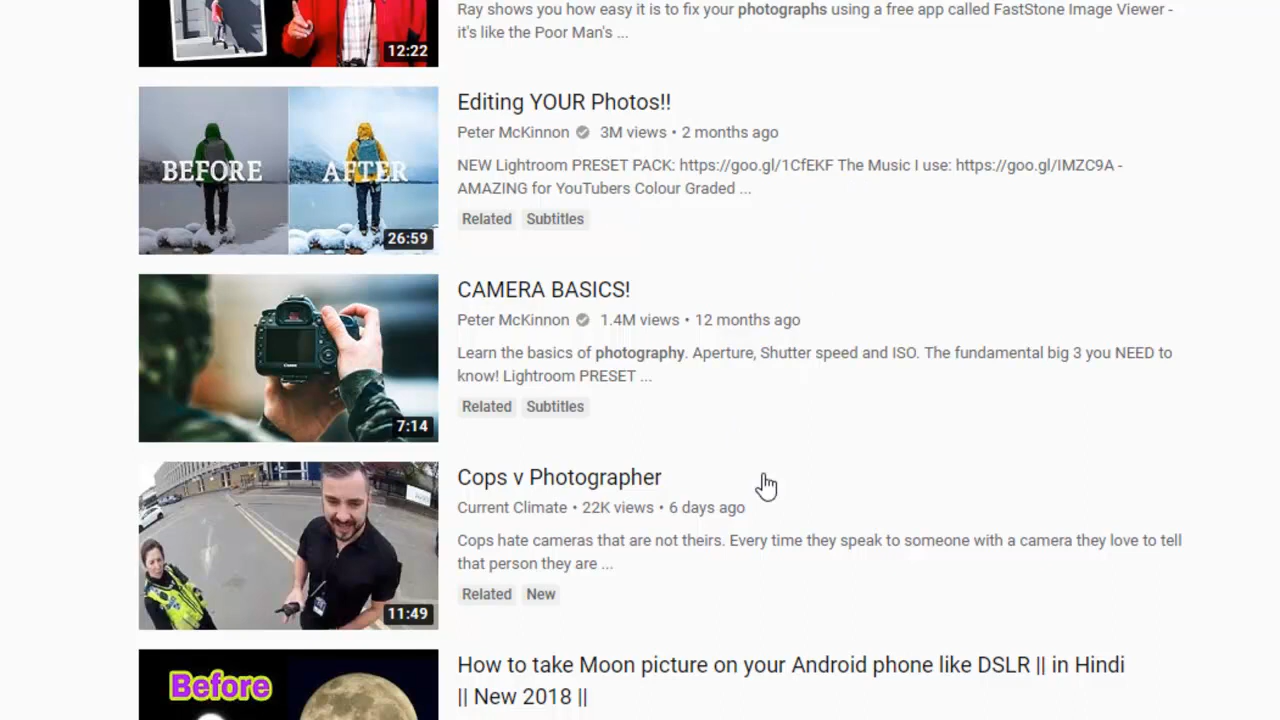 Ray shows you how easy it is to fix your photographs using a free app called FastStone Image Viewer -
it's like the Poor Man's ...
12:22
Editing YOUR Photos!!
Peter McKinnon 3M views • 2 months ago
NEW Lightroom PRESET PACK: https://goo.gl/1CfEKF The Music I use: https://goo.gl/IMZC9A -
AMAZING for YouTubers Colour Graded ...
Related Subtitles
BEFORE AFTER
26:59
CAMERA BASICS!
Peter McKinnon 1.4M views • 12 months ago
Learn the basics of photography. Aperture, Shutter speed and ISO. The fundamental big 3 you NEED to
know! Lightroom PRESET ...
Related Subtitles
Canon
7:14
Cops v Photographer
Current Climate • 22K views • 6 days ago
Cops hate cameras that are not theirs. Every time they speak to someone with a camera they love to tell
that person they are ...
Related New
11:49
How to take Moon picture on your Android phone like DSLR || in Hindi
|| New 2018 ||
Before